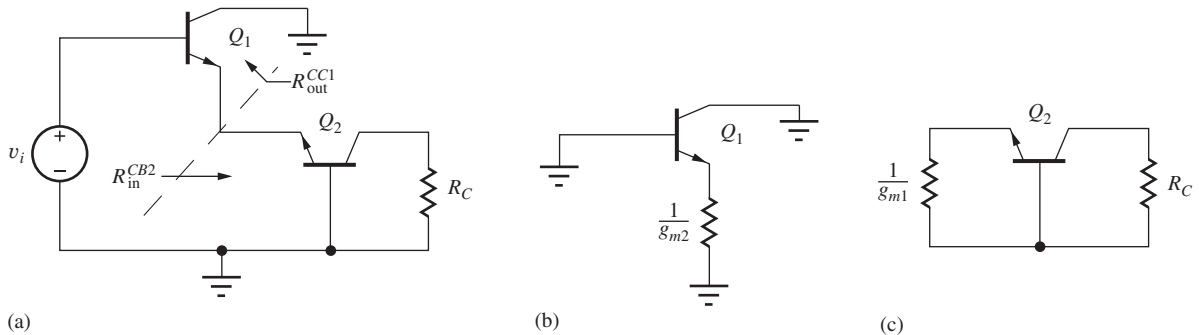 Q1
R_out^CC1
Q2
v_i
+
−
R_in^CB2
R_C
(a)
Q1
1/g_m2
(b)
Q2
1/g_m1
R_C
(c)